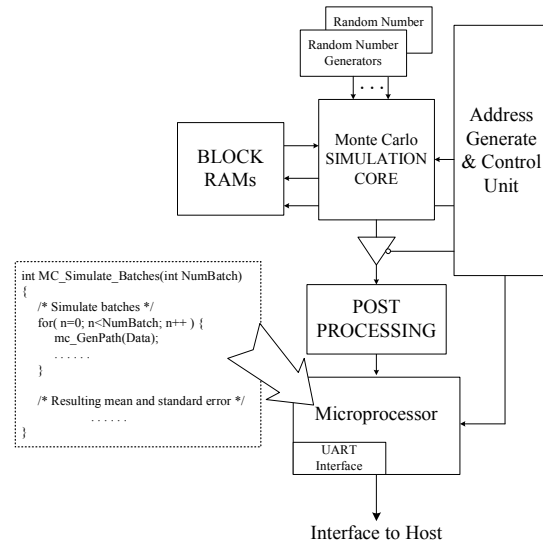 Random Number
Random Number
Generators
. . .
Monte Carlo
SIMULATION
CORE
BLOCK
RAMs
Address
Generate
& Control
Unit
int MC_Simulate_Batches(int NumBatch)
{
/* Simulate batches */
for( n=0; n<NumBatch; n++ ) {
mc_GenPath(Data);
. . . . . .
}
/* Resulting mean and standard error */
. . . . . .
}
POST
PROCESSING
Microprocessor
UART
Interface
Interface to Host